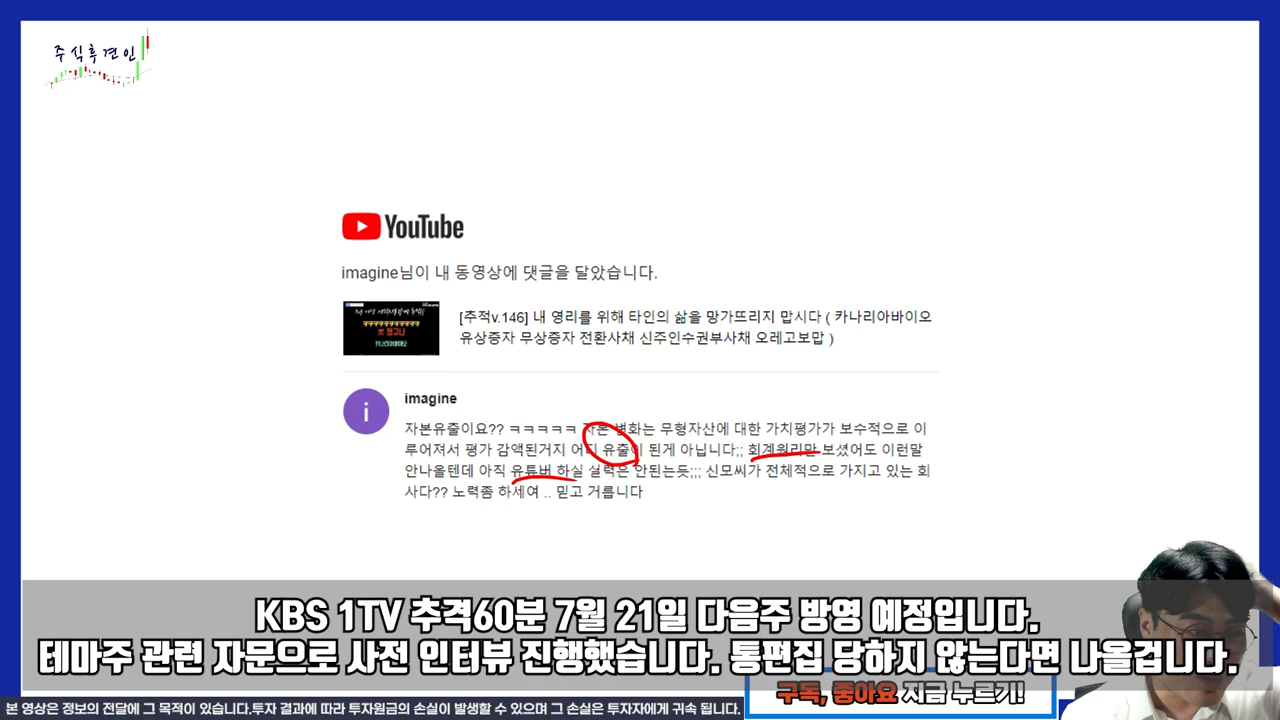 주식후견인
YouTube
imagine님이 내 동영상에 댓글을 달았습니다.
[추적v.146] 내 영리를 위해 타인의 삶을 망가뜨리지 맙시다 ( 카나리아바이오
유상증자 무상증자 전환사채 신주인수권부사채 오레고보맙 )
i
imagine
자본유출이요?? ㅋㅋㅋㅋㅋ 자본 변화는 무형자산에 대한 가치평가가 보수적으로 이
루어져서 평가 감액된거지 어디 유출이 된게 아닙니다;; 회계원리만 보셨어도 이런말
안나올텐데 아직 유튜버 하실 실력은 안된는듯;;; 신모씨가 전체적으로 가지고 있는 회
사다?? 노력좀 하세여 .. 믿고 거릅니다
KBS 1TV 추격60분 7월 21일 다음주 방영 예정입니다.
테마주 관련 자문으로 사전 인터뷰 진행했습니다. 통편집 당하지 않는다면 나올겁니다.
구독, 좋아요 지금 누르기!
본 영상은 정보의 전달에 그 목적이 있습니다.투자 결과에 따라 투자원금의 손실이 발생할 수 있으며 그 손실은 투자자에게 귀속 됩니다.